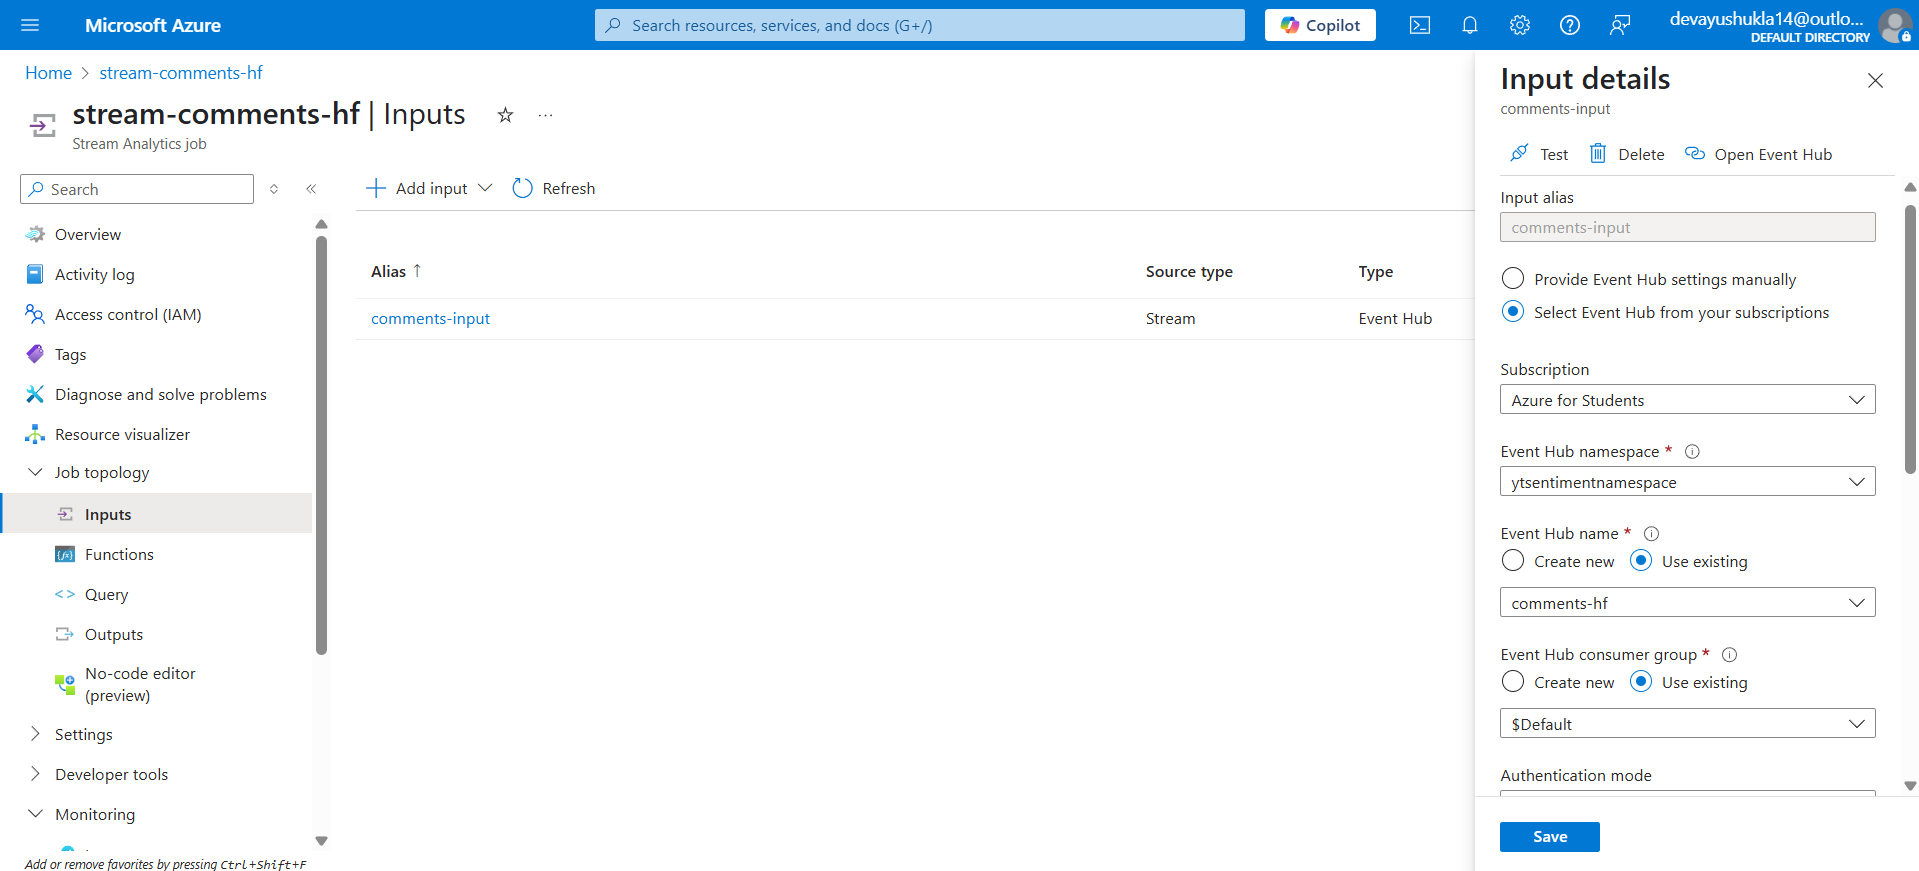 Microsoft Azure
Search resources, services, and docs (G+/)
Copilot
devayushukla14@outlo...
DEFAULT DIRECTORY
Home > stream-comments-hf
stream-comments-hf | Inputs
...
Stream Analytics job
Search
Overview
Activity log
Access control (IAM)
Tags
Diagnose and solve problems
Resource visualizer
Job topology
Inputs
Functions
Query
Outputs
No-code editor
(preview)
Settings
Developer tools
Monitoring
Add or remove favorites by pressing Ctrl+Shift+F
Add input
Refresh
Alias ↑ Source type Type
comments-input Stream Event Hub
Input details
comments-input
Test Delete Open Event Hub
Input alias
comments-input
Provide Event Hub settings manually
Select Event Hub from your subscriptions
Subscription
Azure for Students
Event Hub namespace *
ytsentimentnamespace
Event Hub name *
Create new Use existing
comments-hf
Event Hub consumer group *
Create new Use existing
$Default
Authentication mode
Save